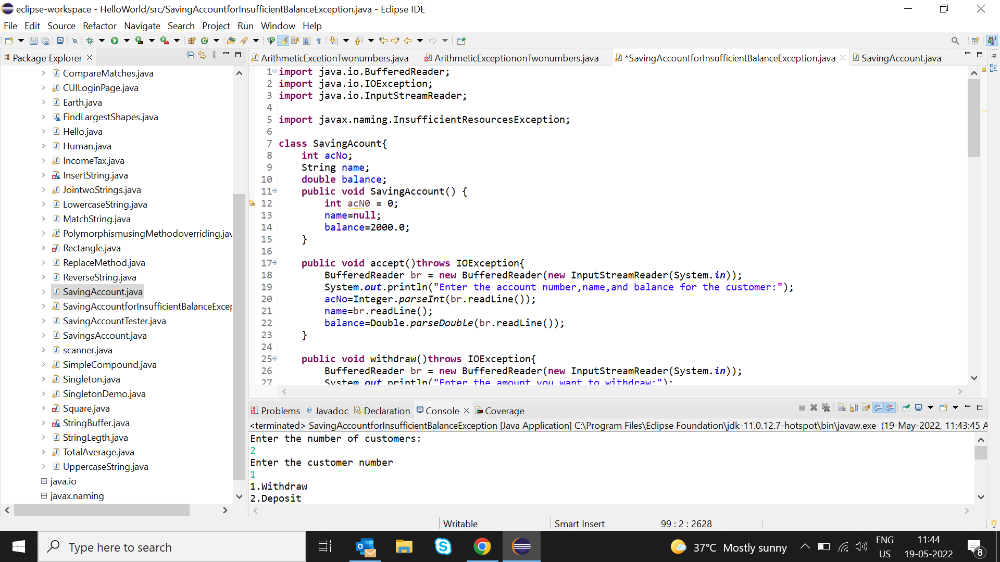 eclipse-workspace - HelloWorld/src/SavingAccountforInsufficientBalanceException.java - Eclipse IDE
File Edit Source Refactor Navigate Search Project Run Window Help
Package Explorer
CompareMatches.java
CUILoginPage.java
Earth.java
FindLargestShapes.java
Hello.java
Human.java
IncomeTax.java
InsertString.java
JointwoStrings.java
LowercaseString.java
MatchString.java
PolymorphismusingMethodoverriding.jav
Rectangle.java
ReplaceMethod.java
ReverseString.java
SavingAccount.java
SavingAccountforInsufficientBalanceExcep
SavingAccountTester.java
SavingsAccount.java
scanner.java
SimpleCompound.java
Singleton.java
SingletonDemo.java
Square.java
StringBuffer.java
StringLegth.java
TotalAverage.java
UppercaseString.java
java.io
javax.naming
ArithmeticExcetionTwonumbers.java ArithmeticExceptiononTwonumbers.java *SavingAccountforInsufficientBalanceException.java SavingAccount.java
1 import java.io.BufferedReader;
2 import java.io.IOException;
3 import java.io.InputStreamReader;
4
5 import javax.naming.InsufficientResourcesException;
6
7 class SavingAcount{
8 int acNo;
9 String name;
10 double balance;
11 public void SavingAccount() {
12 int acN0 = 0;
13 name=null;
14 balance=2000.0;
15 }
16
17 public void accept()throws IOException{
18 BufferedReader br = new BufferedReader(new InputStreamReader(System.in));
19 System.out.println("Enter the account number,name,and balance for the customer:");
20 acNo=Integer.parseInt(br.readLine());
21 name=br.readLine();
22 balance=Double.parseDouble(br.readLine());
23 }
24
25 public void withdraw()throws IOException{
26 BufferedReader br = new BufferedReader(new InputStreamReader(System.in));
27 System.out.println("Enter the amount you want to withdraw:");
Problems Javadoc Declaration Console Coverage
<terminated> SavingAccountforInsufficientBalanceException [Java Application] C:\Program Files\Eclipse Foundation\jdk-11.0.12.7-hotspot\bin\javaw.exe (19-May-2022, 11:43:45 A
Enter the number of customers:
2
Enter the customer number
1
1.Withdraw
2.Deposit
Writable Smart Insert 99 : 2 : 2628
Type here to search
37°C Mostly sunny
ENG
US
11:44
19-05-2022
8